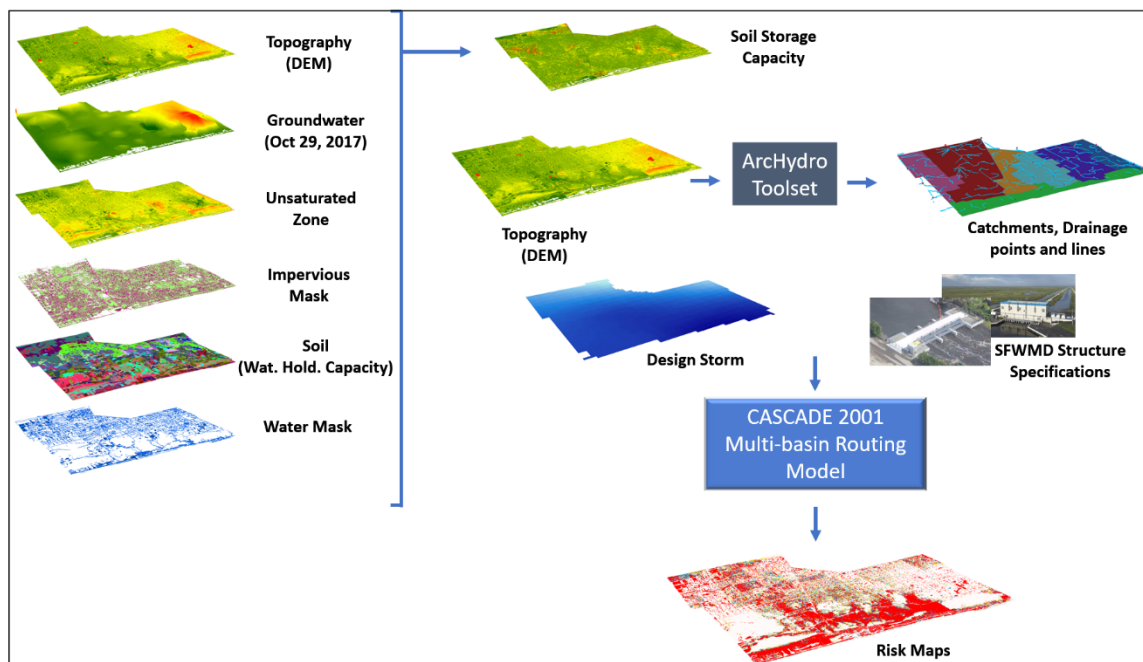 Topography
(DEM)
Groundwater
(Oct 29, 2017)
Unsaturated
Zone
Impervious
Mask
Soil
(Wat. Hold. Capacity)
Water Mask
Soil Storage
Capacity
Topography
(DEM)
ArcHydro
Toolset
Catchments, Drainage
points and lines
Design Storm
SFWMD Structure
Specifications
CASCADE 2001
Multi-basin Routing
Model
Risk Maps